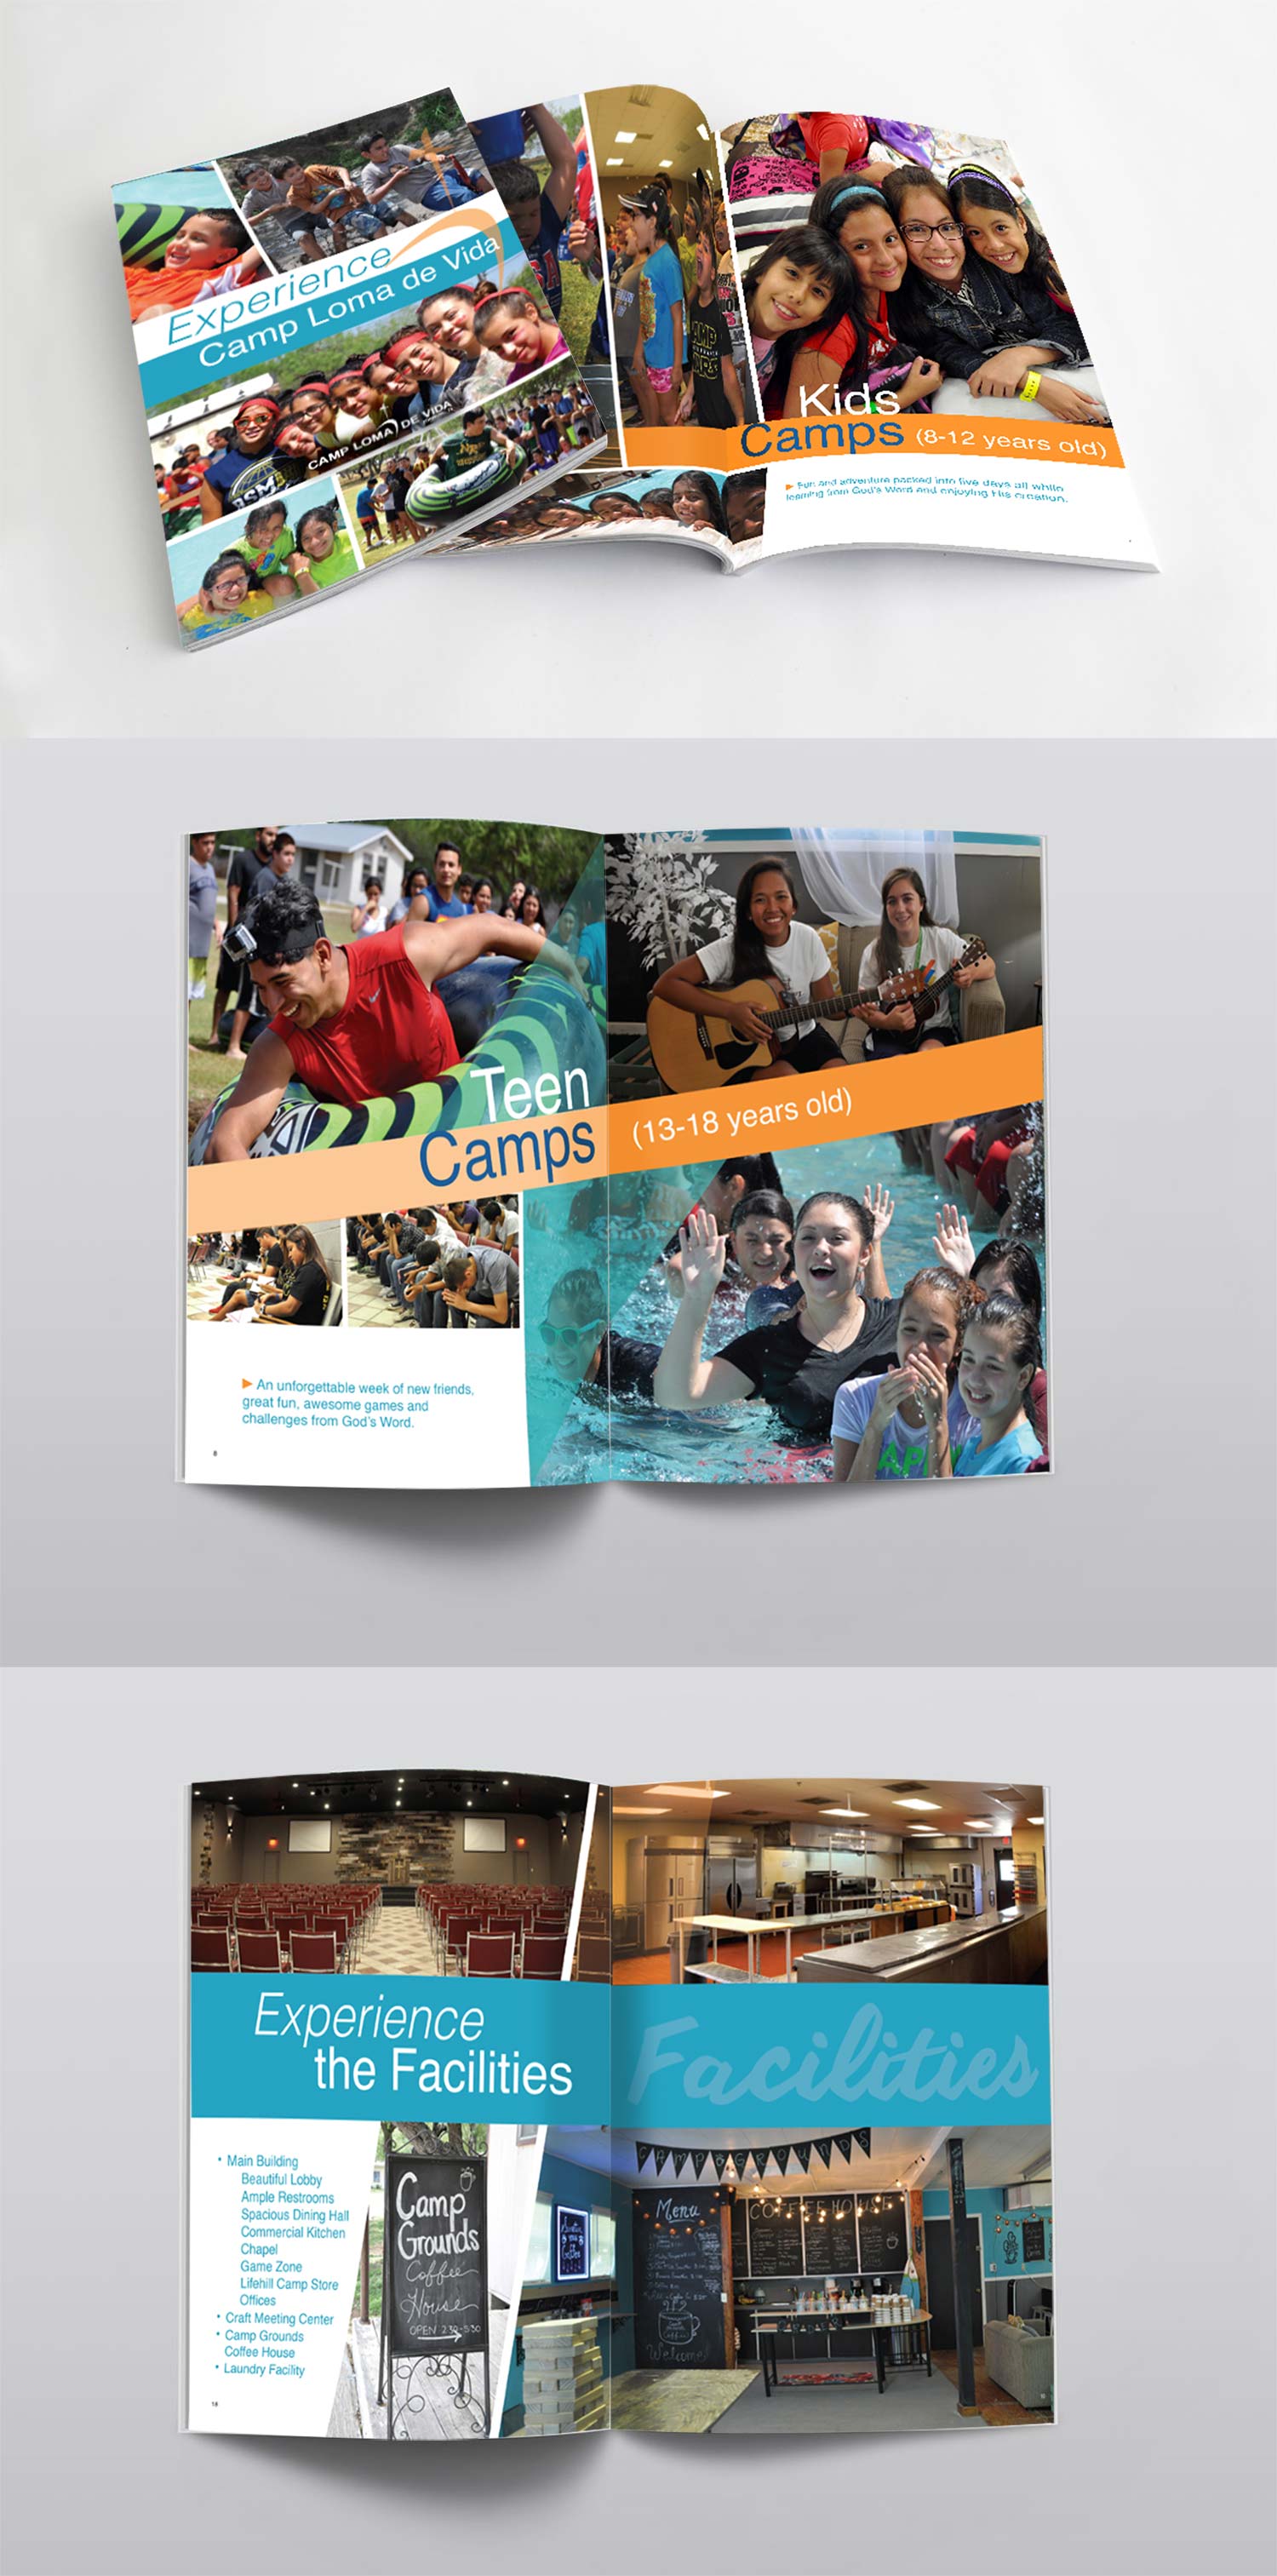 Experience
Camp Loma de Vida
CAMP LOMA DE VIDA
BSM
Kids
Camps (8-12 years old)
Fun and adventure packed into five days all while
learning from God's Word and enjoying His creation.
Teen
Camps (13-18 years old)
► An unforgettable week of new friends,
great fun, awesome games and
challenges from God's Word.
8
Experience
the Facilities
Facilities
• Main Building
Beautiful Lobby
Ample Restrooms
Spacious Dining Hall
Commercial Kitchen
Chapel
Game Zone
Lifehill Camp Store
Offices
• Craft Meeting Center
• Camp Grounds
Coffee House
• Laundry Facility
18
Camp
Grounds
Coffee
House
OPEN 2:30-5:30
CAMP GROUNDS
Menu
COFFEE HOUSE
Welcome